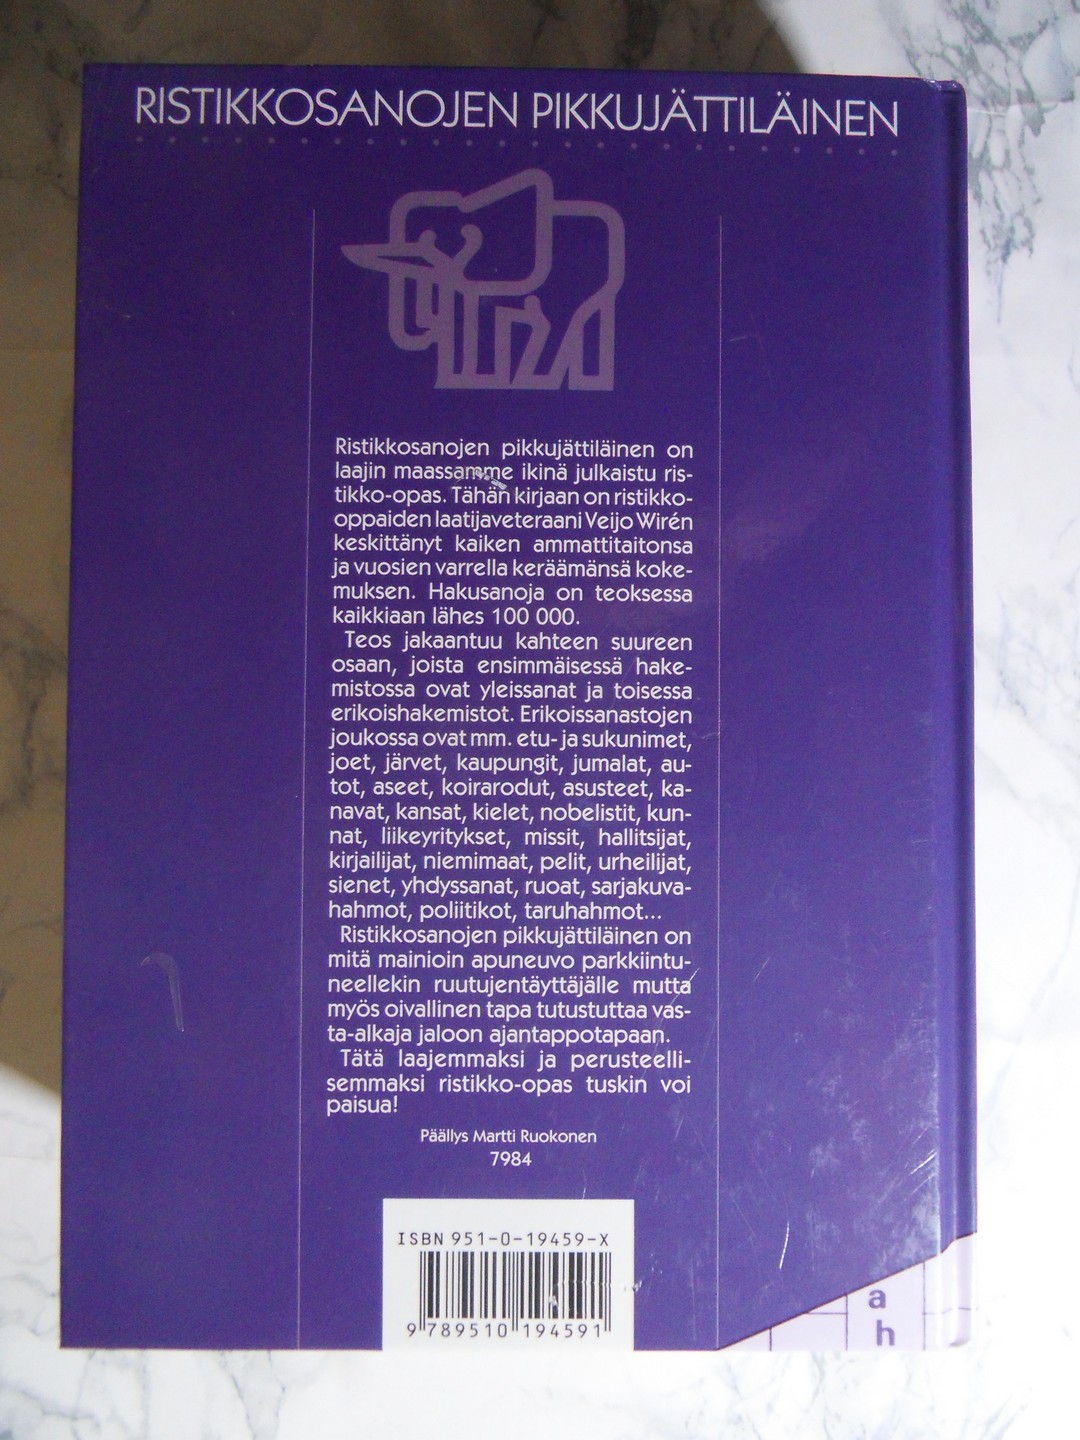 RISTIKKOSANOJEN PIKKUJÄTTILÄINEN
Ristikkosanojen pikkujättiläinen on
laajin maassamme ikinä julkaistu ris-
tikko-opas. Tähän kirjaan on ristikko-
oppaiden laatijaveteraani Veijo Wirén
keskittänyt kaiken ammattitaitonsa
ja vuosien varrella keräämänsä koke-
muksen. Hakusanoja on teoksessa
kaikkiaan lähes 100 000.
Teos jakaantuu kahteen suureen
osaan, joista ensimmäisessä hake-
mistossa ovat yleissanat ja toisessa
erikoishakemistot. Erikoissanastojen
joukossa ovat mm. etu- ja sukunimet,
joet, järvet, kaupungit, jumalat, au-
tot, aseet, koirarodut, asusteet, ka-
navat, kansat, kielet, nobelistit, kun-
nat, liikeyritykset, missit, hallitsijat,
kirjailijat, niemimaat, pelit, urheilijat,
sienet, yhdyssanat, ruoat, sarjakuva-
hahmot, poliitikot, taruhahmot...
Ristikkosanojen pikkujättiläinen on
mitä mainioin apuneuvo parkkiintu-
neellekin ruutujentäyttäjälle mutta
myös oivallinen tapa tutustuttaa vas-
ta-alkaja jaloon ajantappotapaan.
Tätä laajemmaksi ja perusteelli-
semmaksi ristikko-opas tuskin voi
paisua!
Päällys Martti Ruokonen
7984
ISBN 951-0-19459-X
9 789510 194591
a
h